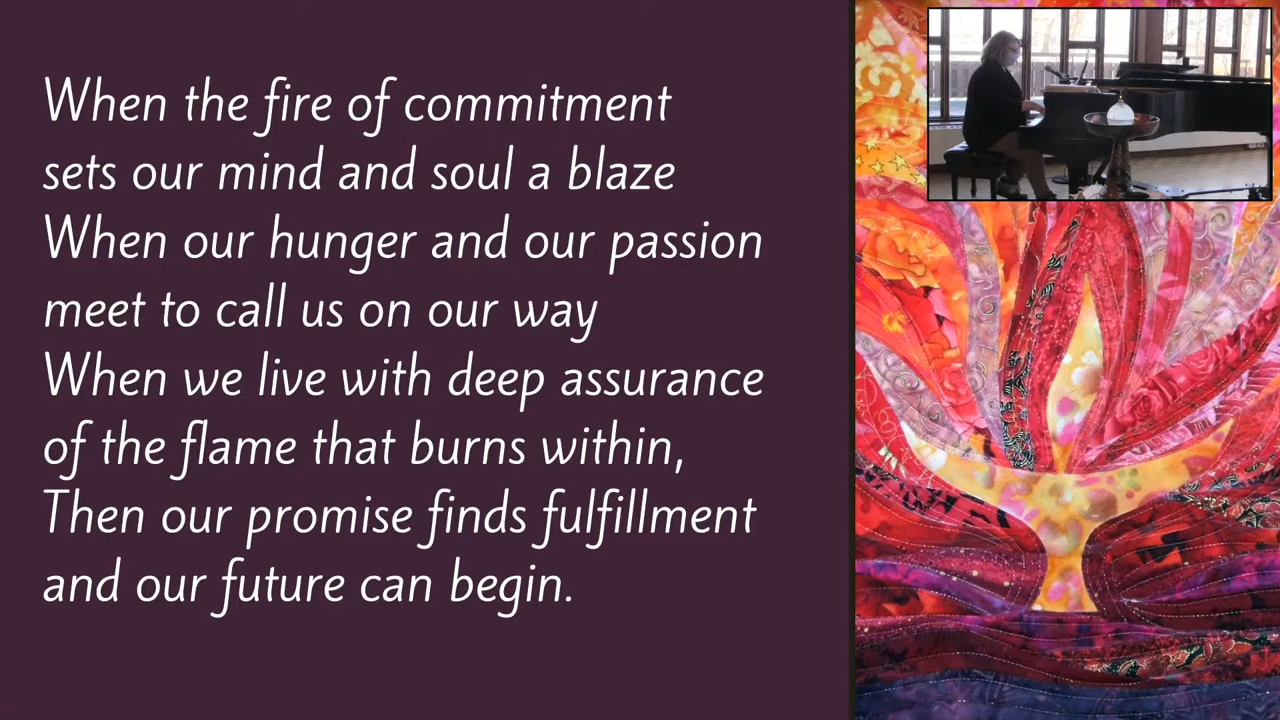 When the fire of commitment
sets our mind and soul a blaze
When our hunger and our passion
meet to call us on our way
When we live with deep assurance
of the flame that burns within,
Then our promise finds fulfillment
and our future can begin.